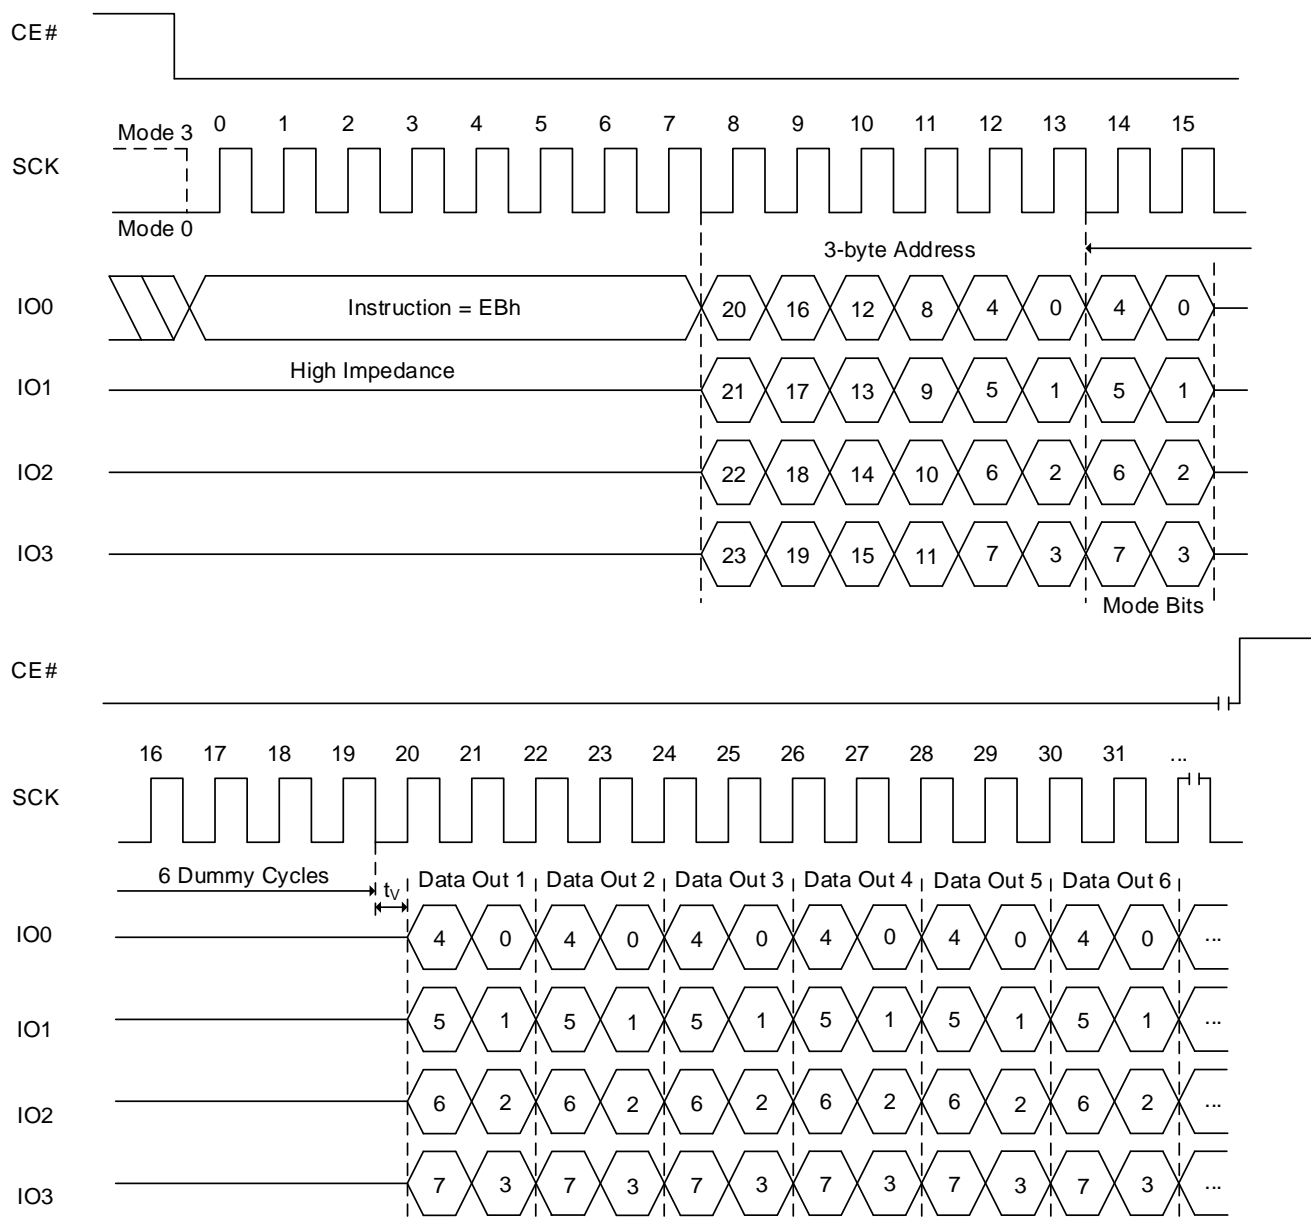 CE#
Mode 3 0 1 2 3 4 5 6 7 8 9 10 11 12 13 14 15
SCK
Mode 0
3-byte Address
IO0 Instruction = EBh 20 16 12 8 4 0 4 0
High Impedance
IO1 21 17 13 9 5 1 5 1
IO2 22 18 14 10 6 2 6 2
IO3 23 19 15 11 7 3 7 3
Mode Bits
CE#
16 17 18 19 20 21 22 23 24 25 26 27 28 29 30 31 ...
SCK
6 Dummy Cycles tV Data Out 1 Data Out 2 Data Out 3 Data Out 4 Data Out 5 Data Out 6
IO0 4 0 4 0 4 0 4 0 4 0 4 0 ...
IO1 5 1 5 1 5 1 5 1 5 1 5 1 ...
IO2 6 2 6 2 6 2 6 2 6 2 6 2 ...
IO3 7 3 7 3 7 3 7 3 7 3 7 3 ...